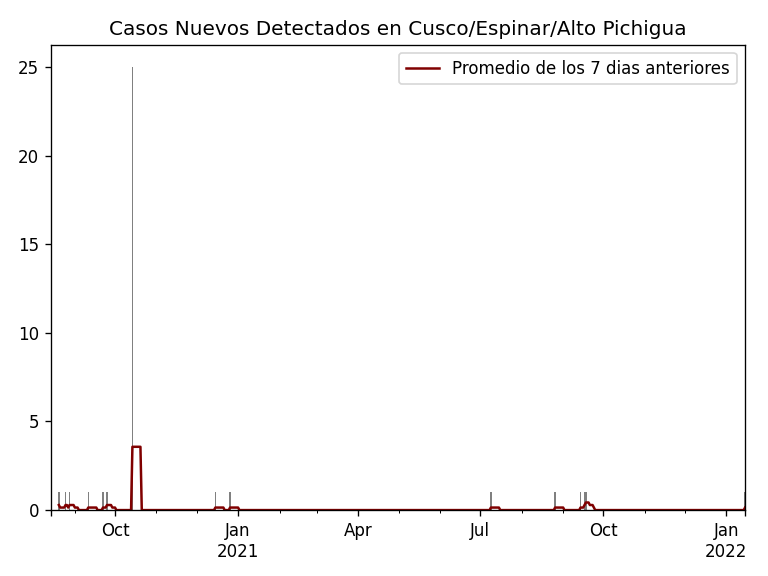 Casos Nuevos Detectados en Cusco/Espinar/Alto Pichigua
Promedio de los 7 dias anteriores
25
20
15
10
5
0
Oct
Jan
2021
Apr
Jul
Oct
Jan
2022